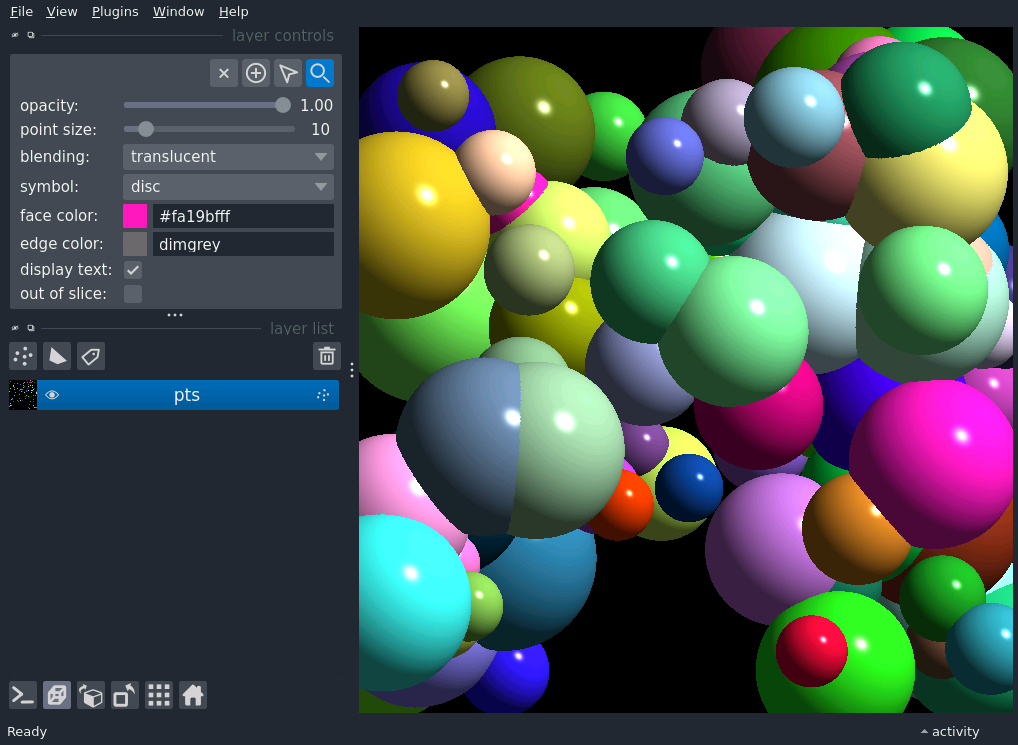 File View Plugins Window Help
layer controls
opacity: 1.00
point size: 10
blending: translucent
symbol: disc
face color: #fa19bfff
edge color: dimgrey
display text:
out of slice:
layer list
pts
Ready
activity